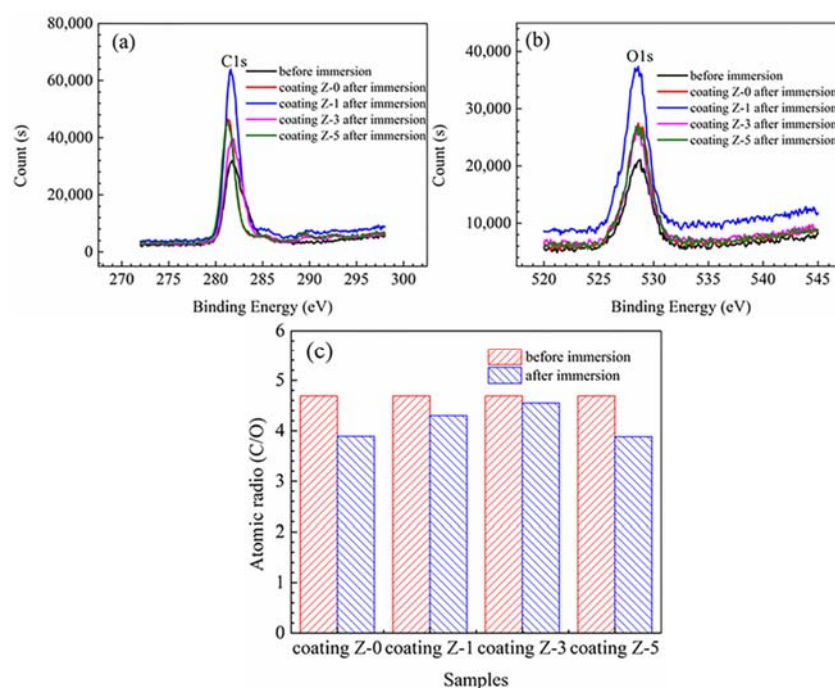 (a)
C1s
before immersion
coating Z-0 after immersion
coating Z-1 after immersion
coating Z-3 after immersion
coating Z-5 after immersion
80,000
60,000
40,000
20,000
0
Count (s)
270 275 280 285 290 295 300
Binding Energy (eV)
(b)
O1s
before immersion
coating Z-0 after immersion
coating Z-1 after immersion
coating Z-3 after immersion
coating Z-5 after immersion
40,000
30,000
20,000
10,000
Count (s)
520 525 530 535 540 545
Binding Energy (eV)
(c)
before immersion
after immersion
6
5
4
3
2
1
0
Atomic radio (C/O)
coating Z-0 coating Z-1 coating Z-3 coating Z-5
Samples